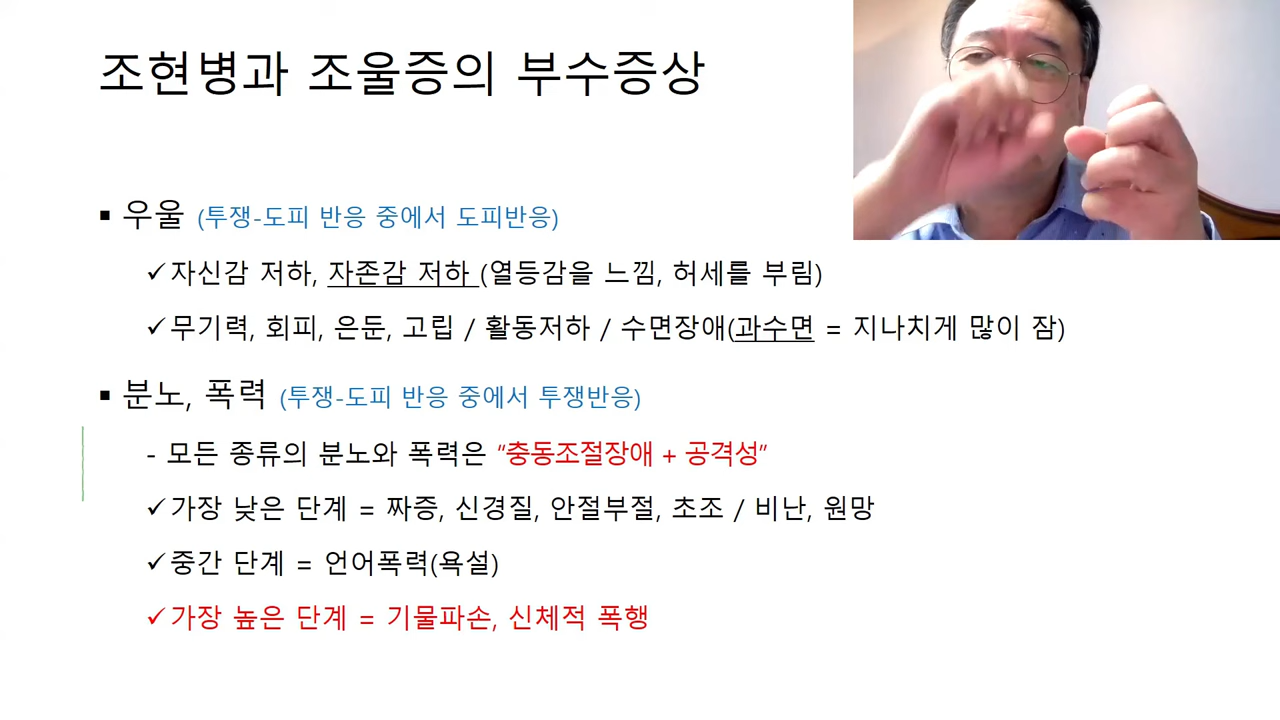 조현병과 조울증의 부수증상
▪ 우울 (투쟁-도피 반응 중에서 도피반응)
✓자신감 저하, 자존감 저하 (열등감을 느낌, 허세를 부림)
✓무기력, 회피, 은둔, 고립 / 활동저하 / 수면장애(과수면 = 지나치게 많이 잠)
▪ 분노, 폭력 (투쟁-도피 반응 중에서 투쟁반응)
- 모든 종류의 분노와 폭력은 “충동조절장애 + 공격성”
✓가장 낮은 단계 = 짜증, 신경질, 안절부절, 초조 / 비난, 원망
✓중간 단계 = 언어폭력(욕설)
✓가장 높은 단계 = 기물파손, 신체적 폭행